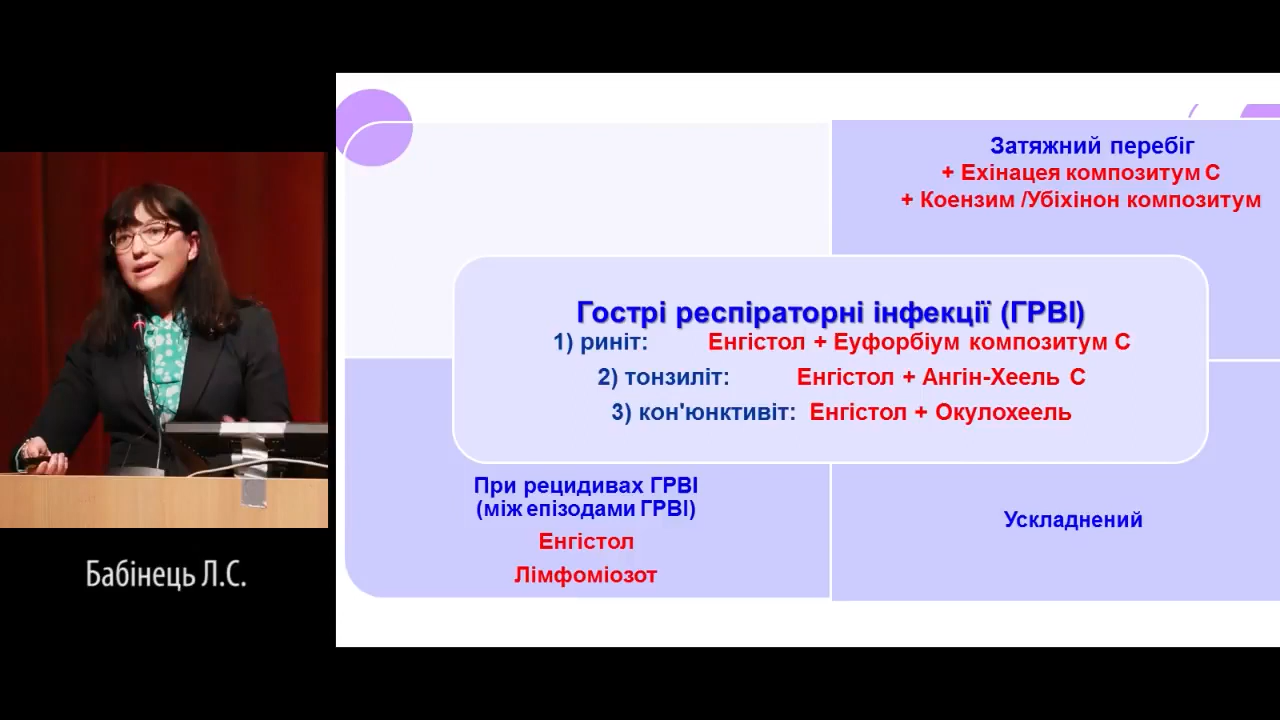 Затяжний перебіг
+ Ехінацея композитум С
+ Коензим /Убіхінон композитум
Гострі респіраторні інфекції (ГРВІ)
1) риніт: Енгістол + Еуфорбіум композитум С
2) тонзиліт: Енгістол + Ангін-Хеель С
3) кон'юнктивіт: Енгістол + Окулохеель
При рецидивах ГРВІ
(між епізодами ГРВІ)
Енгістол
Лімфоміозот
Ускладнений
Бабінець Л.С.